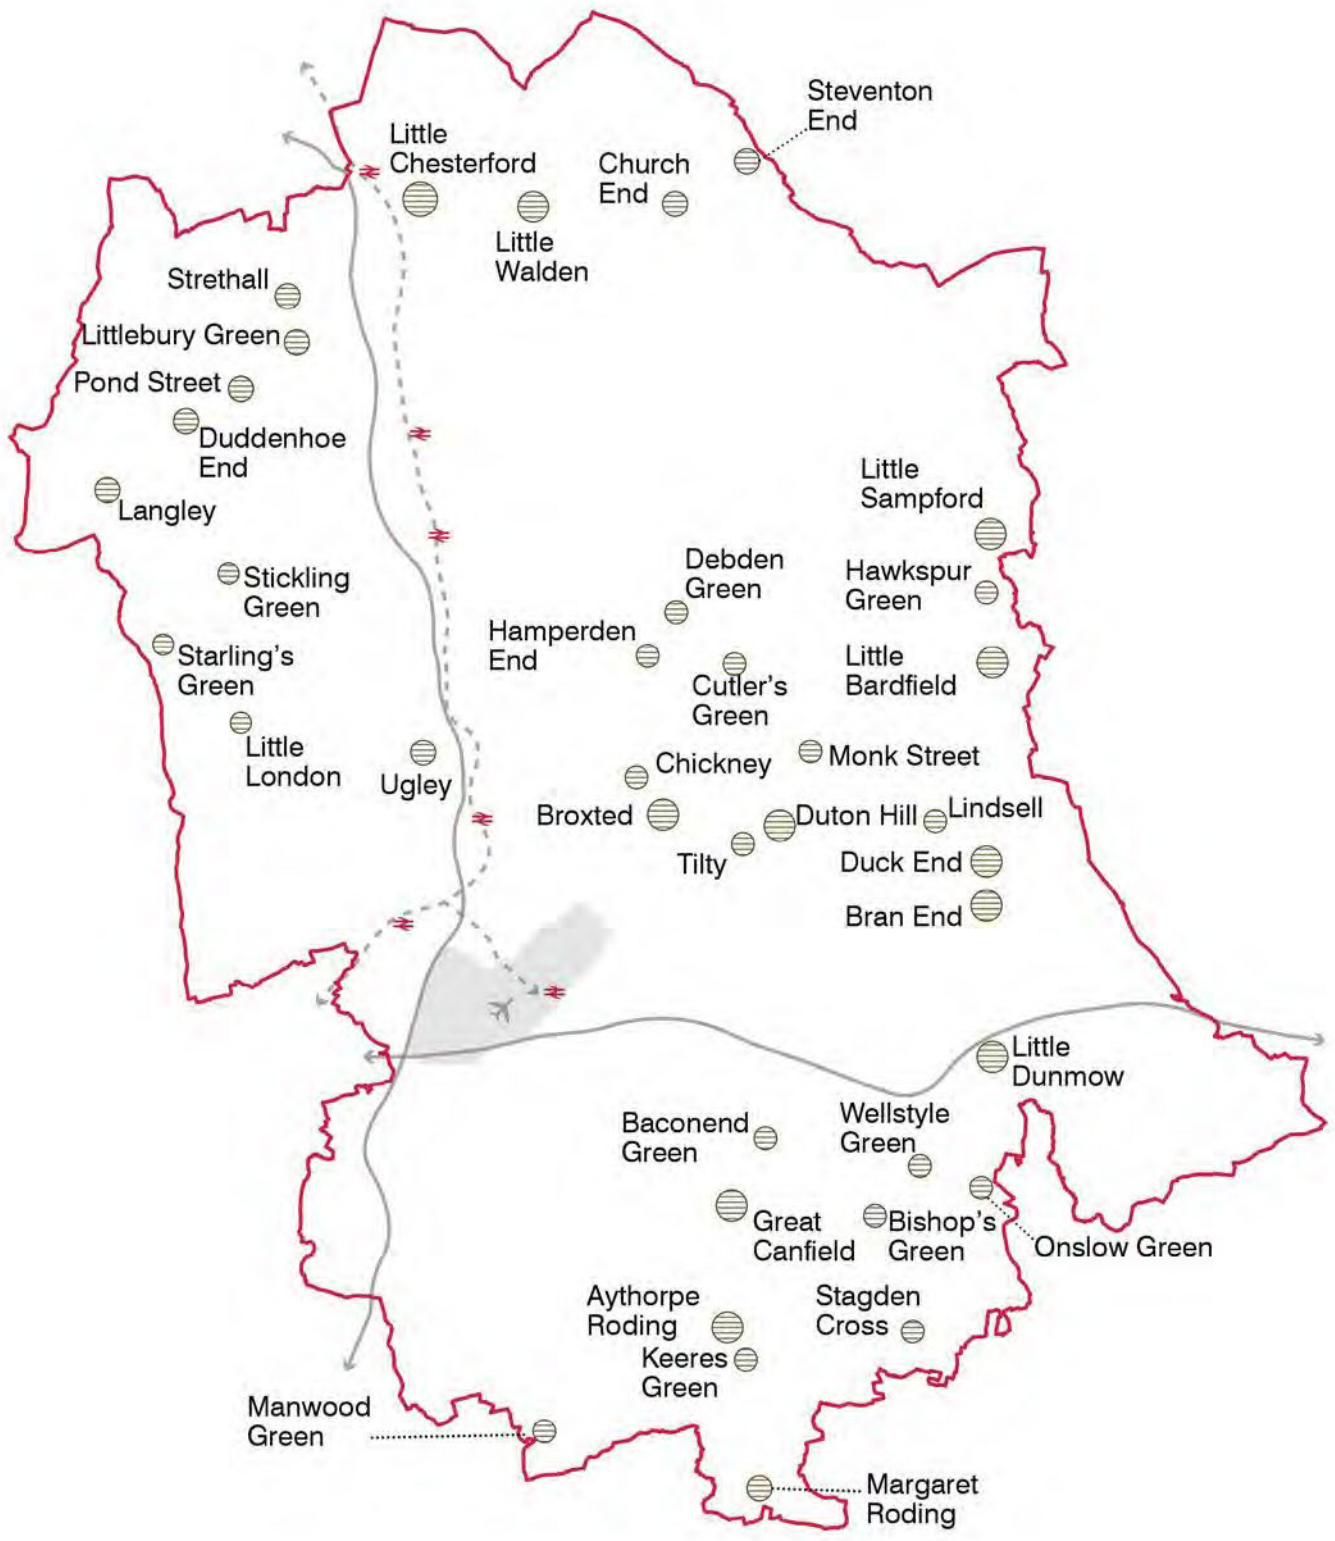 Steventon
End
Little
Chesterford
Church
End
Little
Walden
Strethall
Littlebury Green
Pond Street
Duddenhoe
End
Langley
Little
Sampford
Stickling
Green
Debden
Green
Hawkspur
Green
Hamperden
End
Starling's
Green
Cutler's
Green
Little
Bardfield
Little
London
Ugley
Chickney
Monk Street
Broxted
Duton Hill
Lindsell
Tilty
Duck End
Bran End
Little
Dunmow
Baconend
Green
Wellstyle
Green
Great
Canfield
Bishop's
Green
Onslow Green
Aythorpe
Roding
Stagden
Cross
Keeres
Green
Manwood
Green
Margaret
Roding